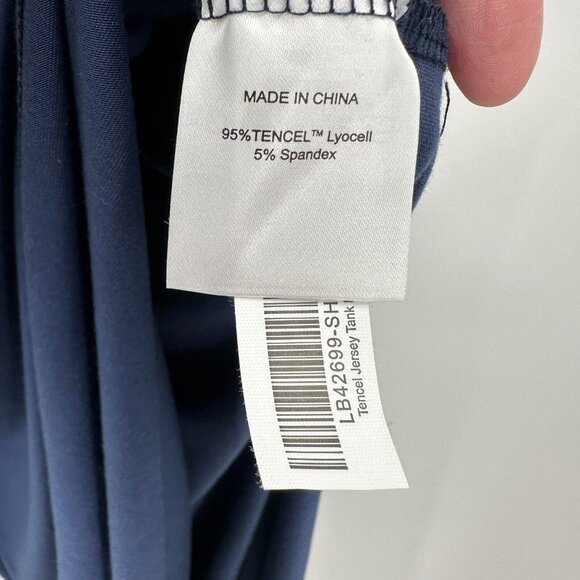 MADE IN CHINA
95%TENCEL™ Lyocell
5% Spandex
LB42699-SH
Tencel Jersey Tank